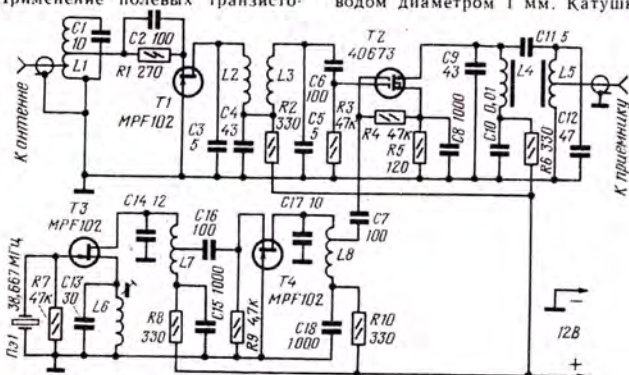 Применение полевых транзисто-
водом диаметром 1 мм. Катушк
К антенне
C1
10
L1
C2 100
R1 270
T1
MPF102
C3
5
L2
C4
43
L3
R2
330
C5
5
C6
100
R3
47к
T2
40673
R4 47к
R5
120
C8 1000
C9
43
C10 0,01
C11 5
L4
L5
R6 330
C12
47
К приемнику
C7
100
T3
MPF102
C14 12
L7
C16
100
C17 10
T4
MPF102
L8
Пэ1 38,667 МГц
R7
47к
C13
30
L6
R8
330
C15 1000
R9 4,7к
C18
1000
R10
330
12В
−
+